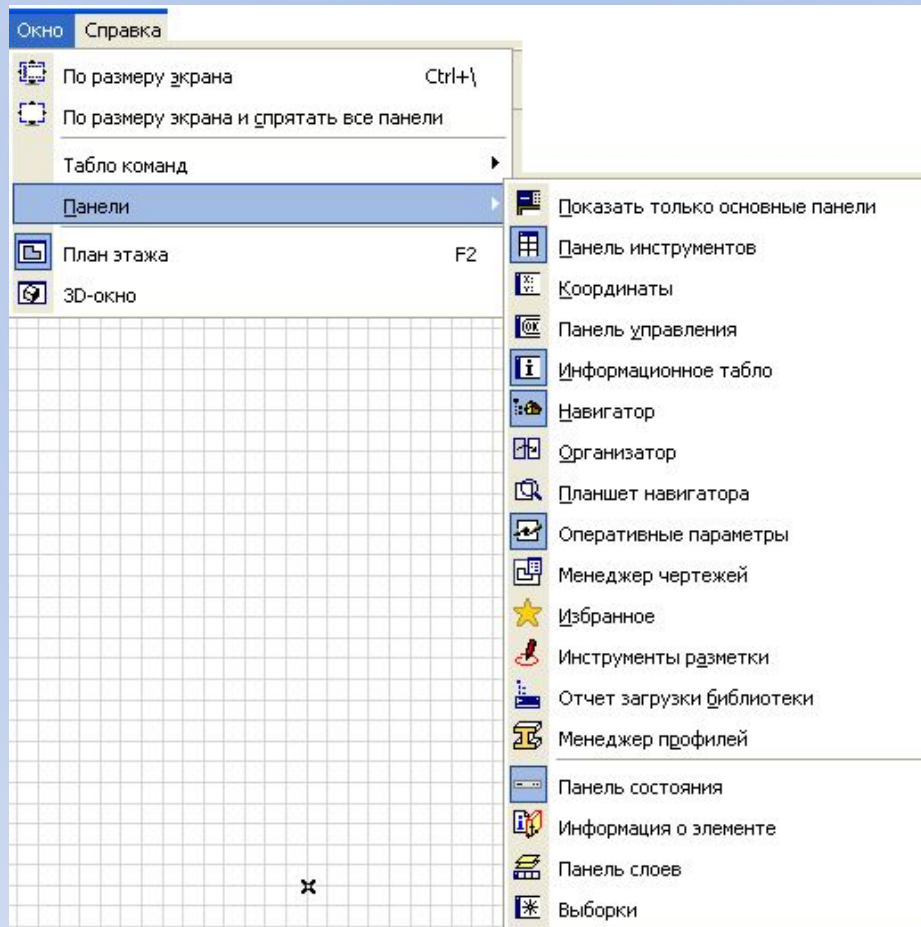 Окно Справка
По размеру экрана Ctrl+\
По размеру экрана и спрятать все панели
Табло команд
Панели
План этажа F2
3D-окно
Показать только основные панели
Панель инструментов
Координаты
Панель управления
Информационное табло
Навигатор
Организатор
Планшет навигатора
Оперативные параметры
Менеджер чертежей
Избранное
Инструменты разметки
Отчет загрузки библиотеки
Менеджер профилей
Панель состояния
Информация о элементе
Панель слоев
Выборки